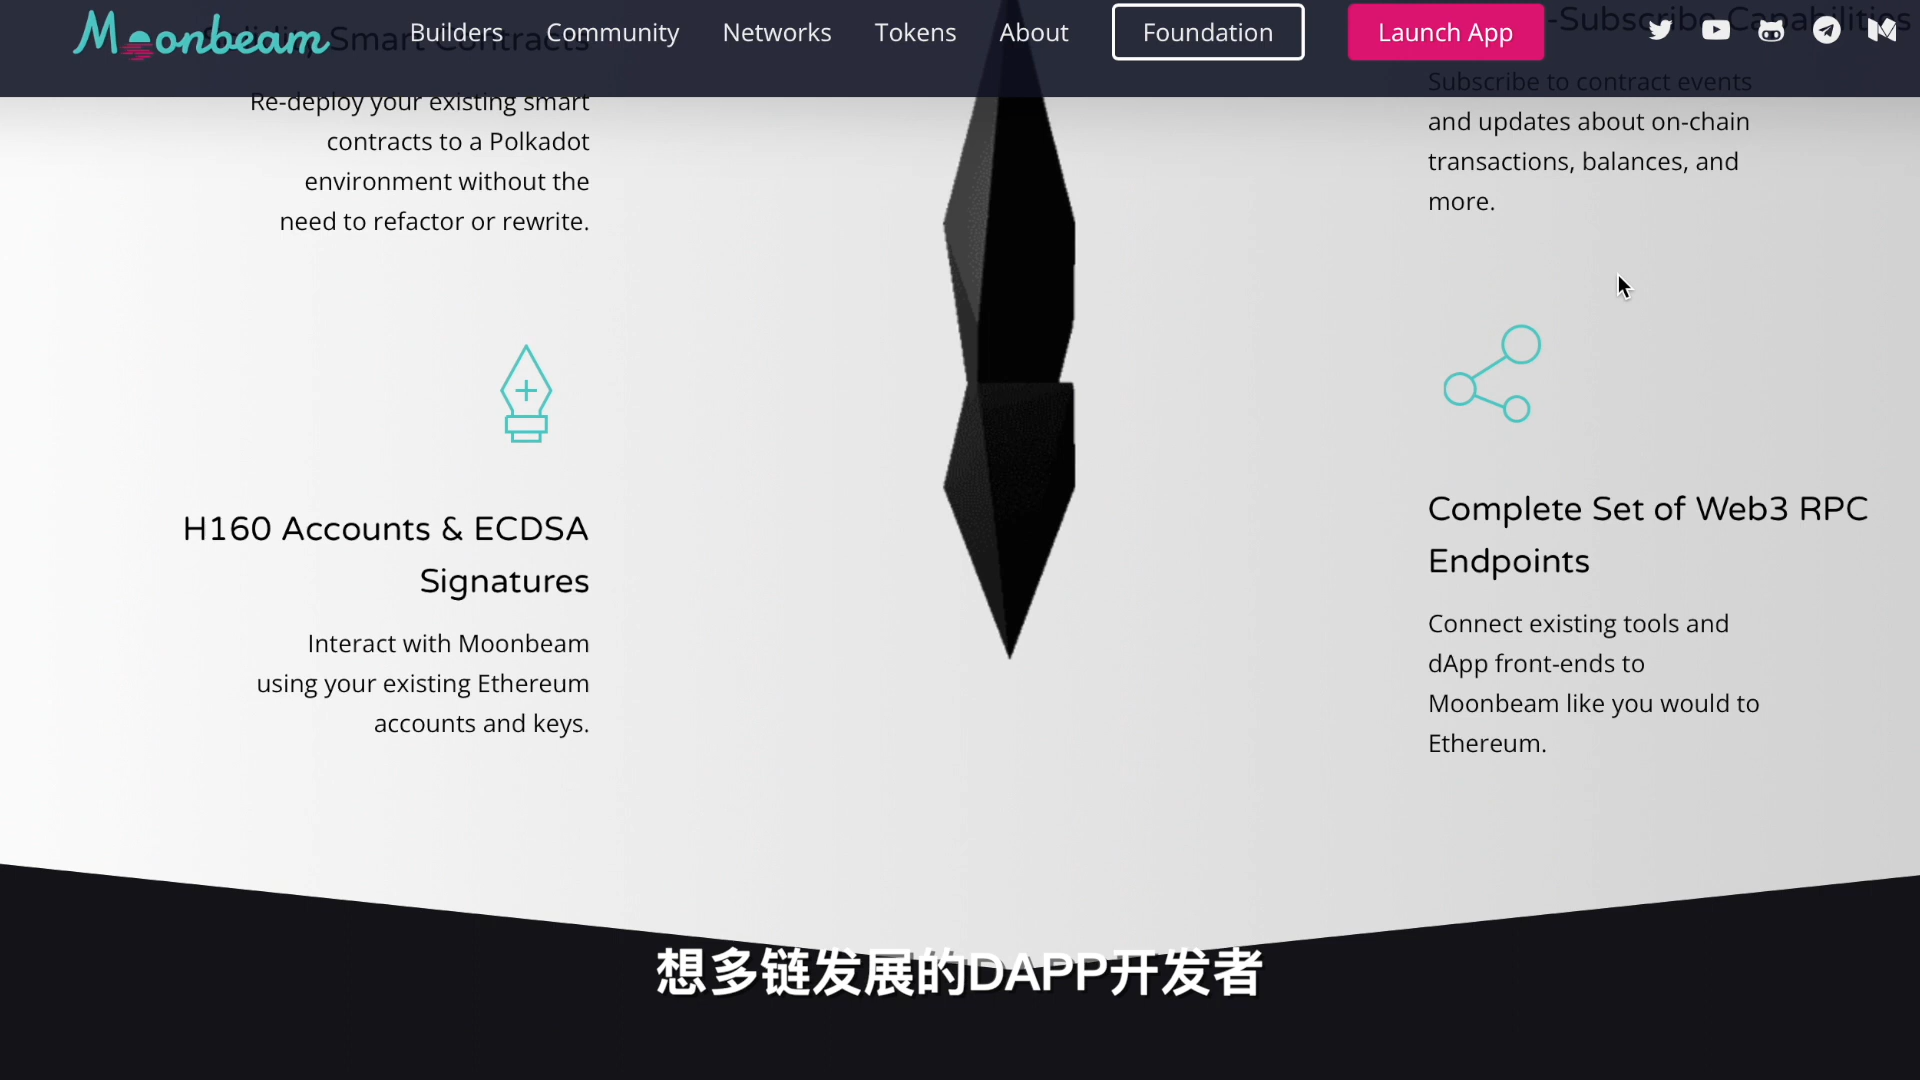 Moonbeam
Builders
Community
Networks
Tokens
About
Foundation
Launch App
Smart Contracts
-Subscribe Capabilities
Re-deploy your existing smart
contracts to a Polkadot
environment without the
need to refactor or rewrite.
Subscribe to contract events
and updates about on-chain
transactions, balances, and
more.
H160 Accounts & ECDSA
Signatures
Interact with Moonbeam
using your existing Ethereum
accounts and keys.
Complete Set of Web3 RPC
Endpoints
Connect existing tools and
dApp front-ends to
Moonbeam like you would to
Ethereum.
想多链发展的DAPP开发者